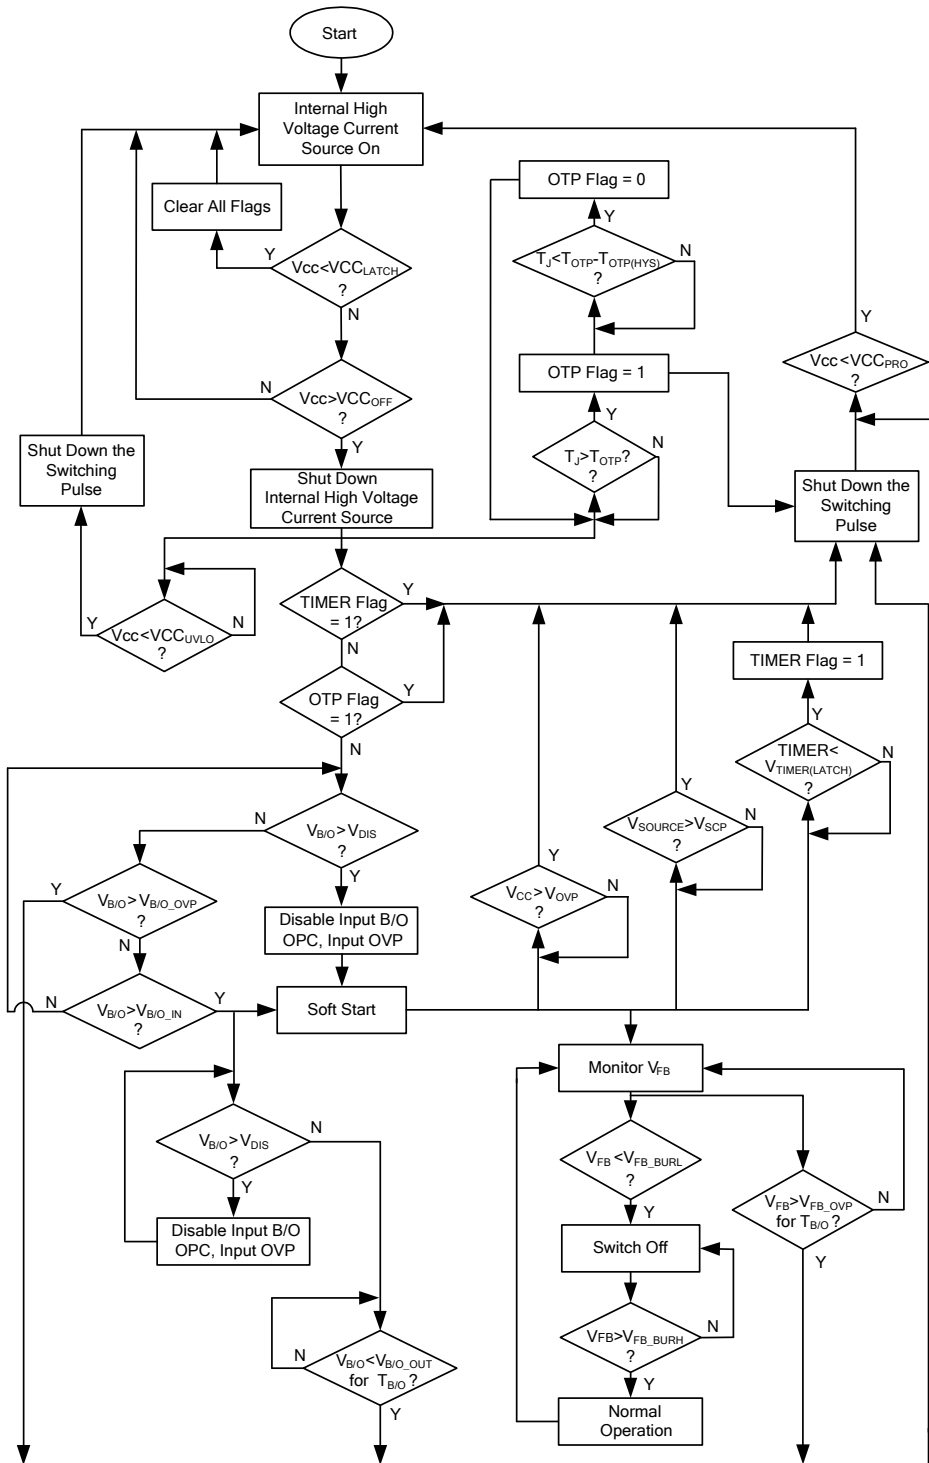 Start
Internal High
Voltage Current
Source On
OTP Flag = 0
Clear All Flags
Y
N
Y
Vcc<VCCLATCH
?
TJ<TOTP-TOTP(HYS)
?
N
Y
Vcc<VCCPRO
?
OTP Flag = 1
N
Vcc>VCCOFF
?
Y
Y
N
TJ>TOTP?
?
Shut Down the
Switching
Pulse
Shut Down
Internal High Voltage
Current Source
Shut Down the
Switching
Pulse
TIMER Flag
= 1?
Y
N
Y
Vcc<VCCUVLO
?
N
TIMER Flag = 1
OTP Flag
= 1?
Y
N
Y
TIMER<
VTIMER(LATCH)
?
N
N
VB/O>VDIS
?
Y
Y
VSOURCE>VSCP
?
N
Y
VB/O>VB/O_OVP
?
N
Y
VCC>VOVP
?
N
Disable Input B/O
OPC, Input OVP
N
VB/O>VB/O_IN
?
Y
Soft Start
Monitor VFB
VB/O>VDIS
?
N
Y
VFB<VFB_BURL
?
Y
VFB>VFB_OVP
for TB/O ?
N
Y
Disable Input B/O
OPC, Input OVP
Switch Off
VFB>VFB_BURH
?
N
Y
N
VB/O<VB/O_OUT
for TB/O ?
Y
Normal
Operation